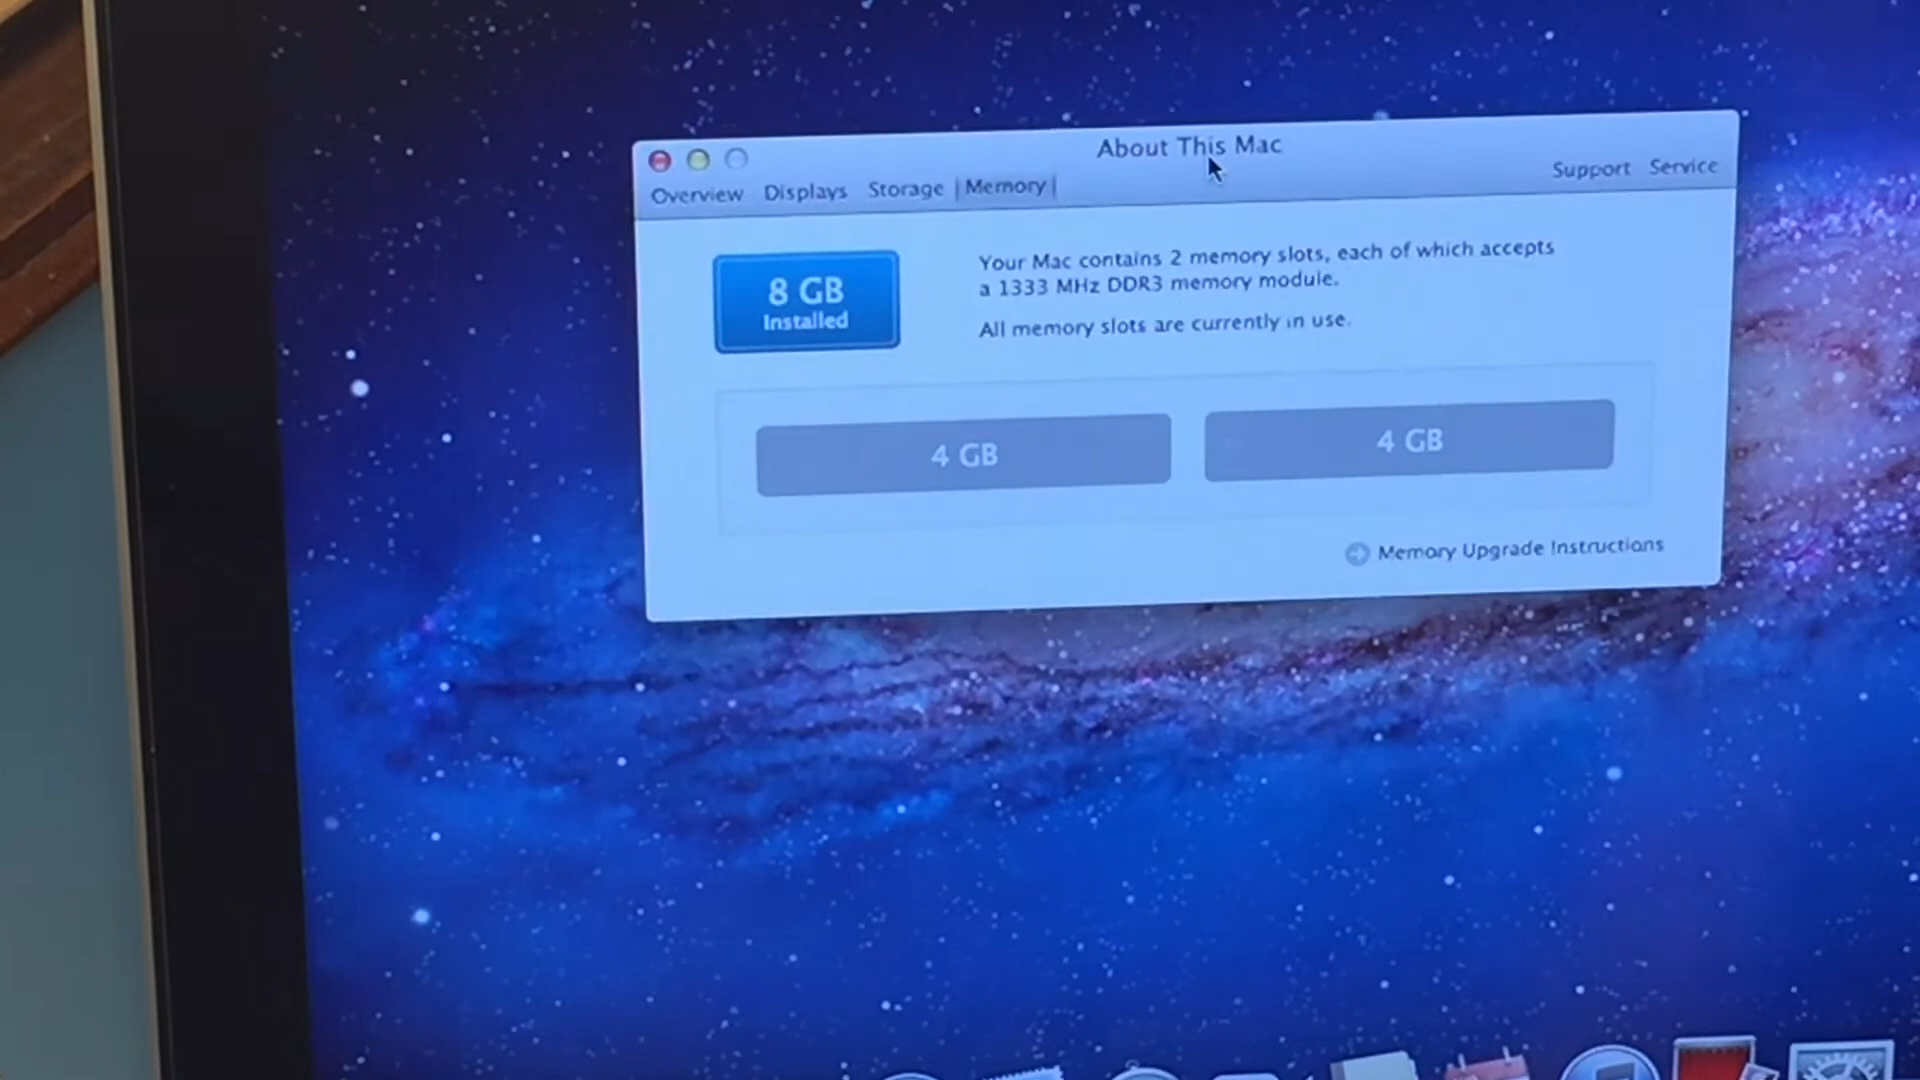 About This Mac
Overview Displays Storage Memory Support Service
8 GB
Installed
Your Mac contains 2 memory slots, each of which accepts
a 1333 MHz DDR3 memory module.
All memory slots are currently in use.
4 GB 4 GB
Memory Upgrade Instructions